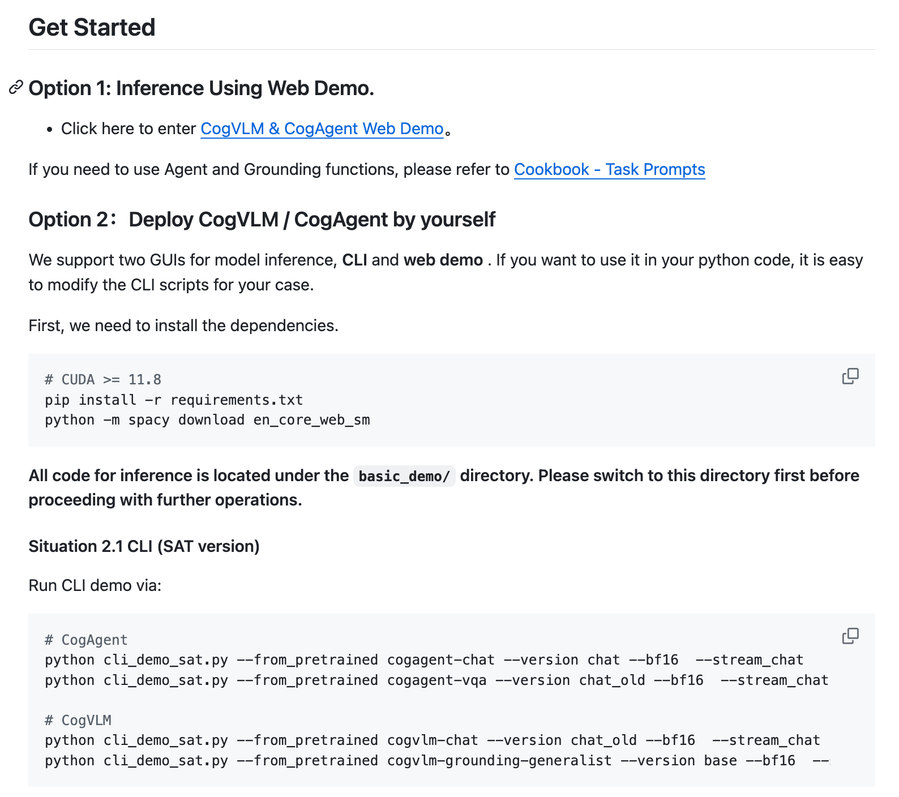 Get Started
Option 1: Inference Using Web Demo.
• Click here to enter CogVLM & CogAgent Web Demo。
If you need to use Agent and Grounding functions, please refer to Cookbook - Task Prompts
Option 2：Deploy CogVLM / CogAgent by yourself
We support two GUIs for model inference, CLI and web demo . If you want to use it in your python code, it is easy
to modify the CLI scripts for your case.
First, we need to install the dependencies.
# CUDA >= 11.8
pip install -r requirements.txt
python -m spacy download en_core_web_sm
All code for inference is located under the basic_demo/ directory. Please switch to this directory first before
proceeding with further operations.
Situation 2.1 CLI (SAT version)
Run CLI demo via:
# CogAgent
python cli_demo_sat.py --from_pretrained cogagent-chat --version chat --bf16  --stream_chat
python cli_demo_sat.py --from_pretrained cogagent-vqa --version chat_old --bf16  --stream_chat
# CogVLM
python cli_demo_sat.py --from_pretrained cogvlm-chat --version chat_old --bf16  --stream_chat
python cli_demo_sat.py --from_pretrained cogvlm-grounding-generalist --version base --bf16  --